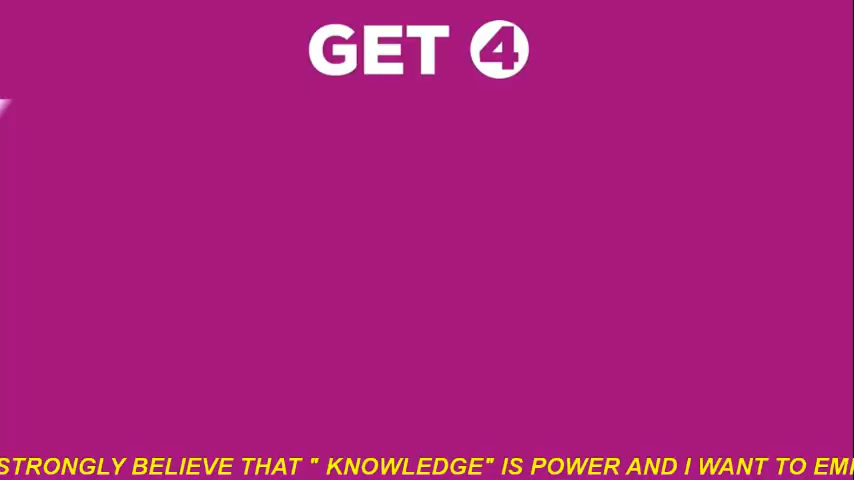 GET 4
STRONGLY BELIEVE THAT " KNOWLEDGE" IS POWER AND I WANT TO